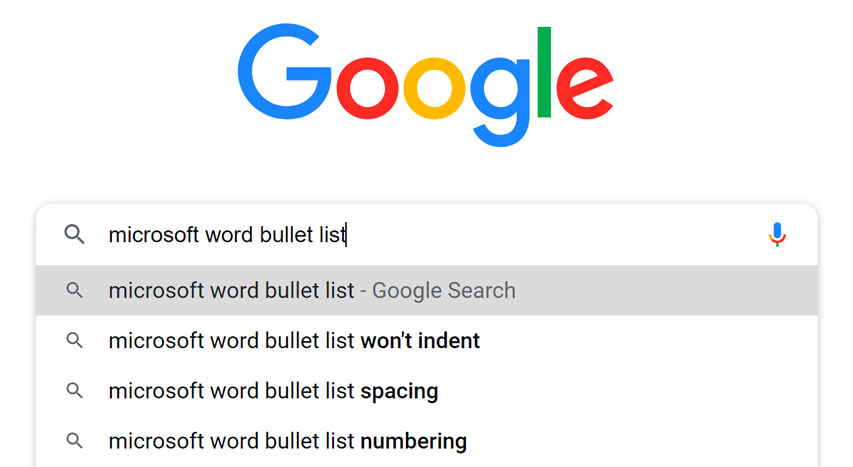 Google
microsoft word bullet list
microsoft word bullet list - Google Search
microsoft word bullet list won't indent
microsoft word bullet list spacing
microsoft word bullet list numbering